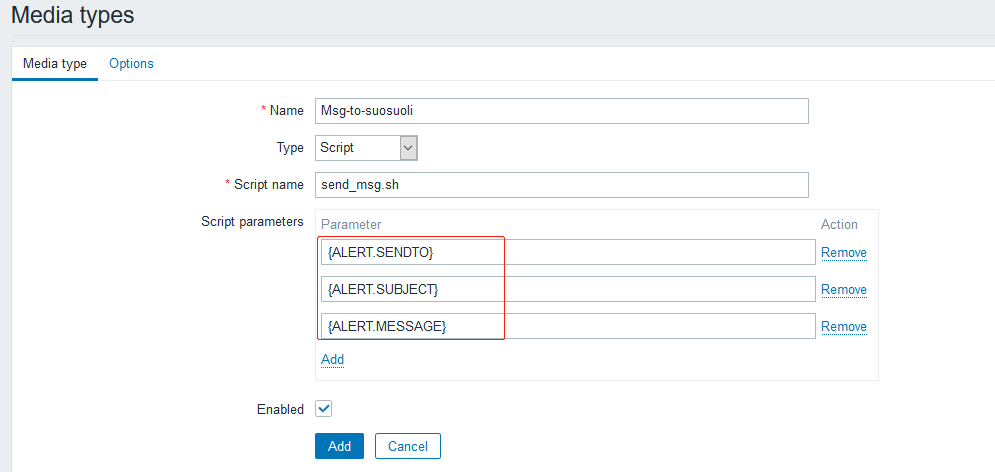 Media types
Media type Options
* Name Msg-to-suosuoli
Type Script
* Script name send_msg.sh
Script parameters Parameter Action
{ALERT.SENDTO} Remove
{ALERT.SUBJECT} Remove
{ALERT.MESSAGE} Remove
Add
Enabled
Add Cancel